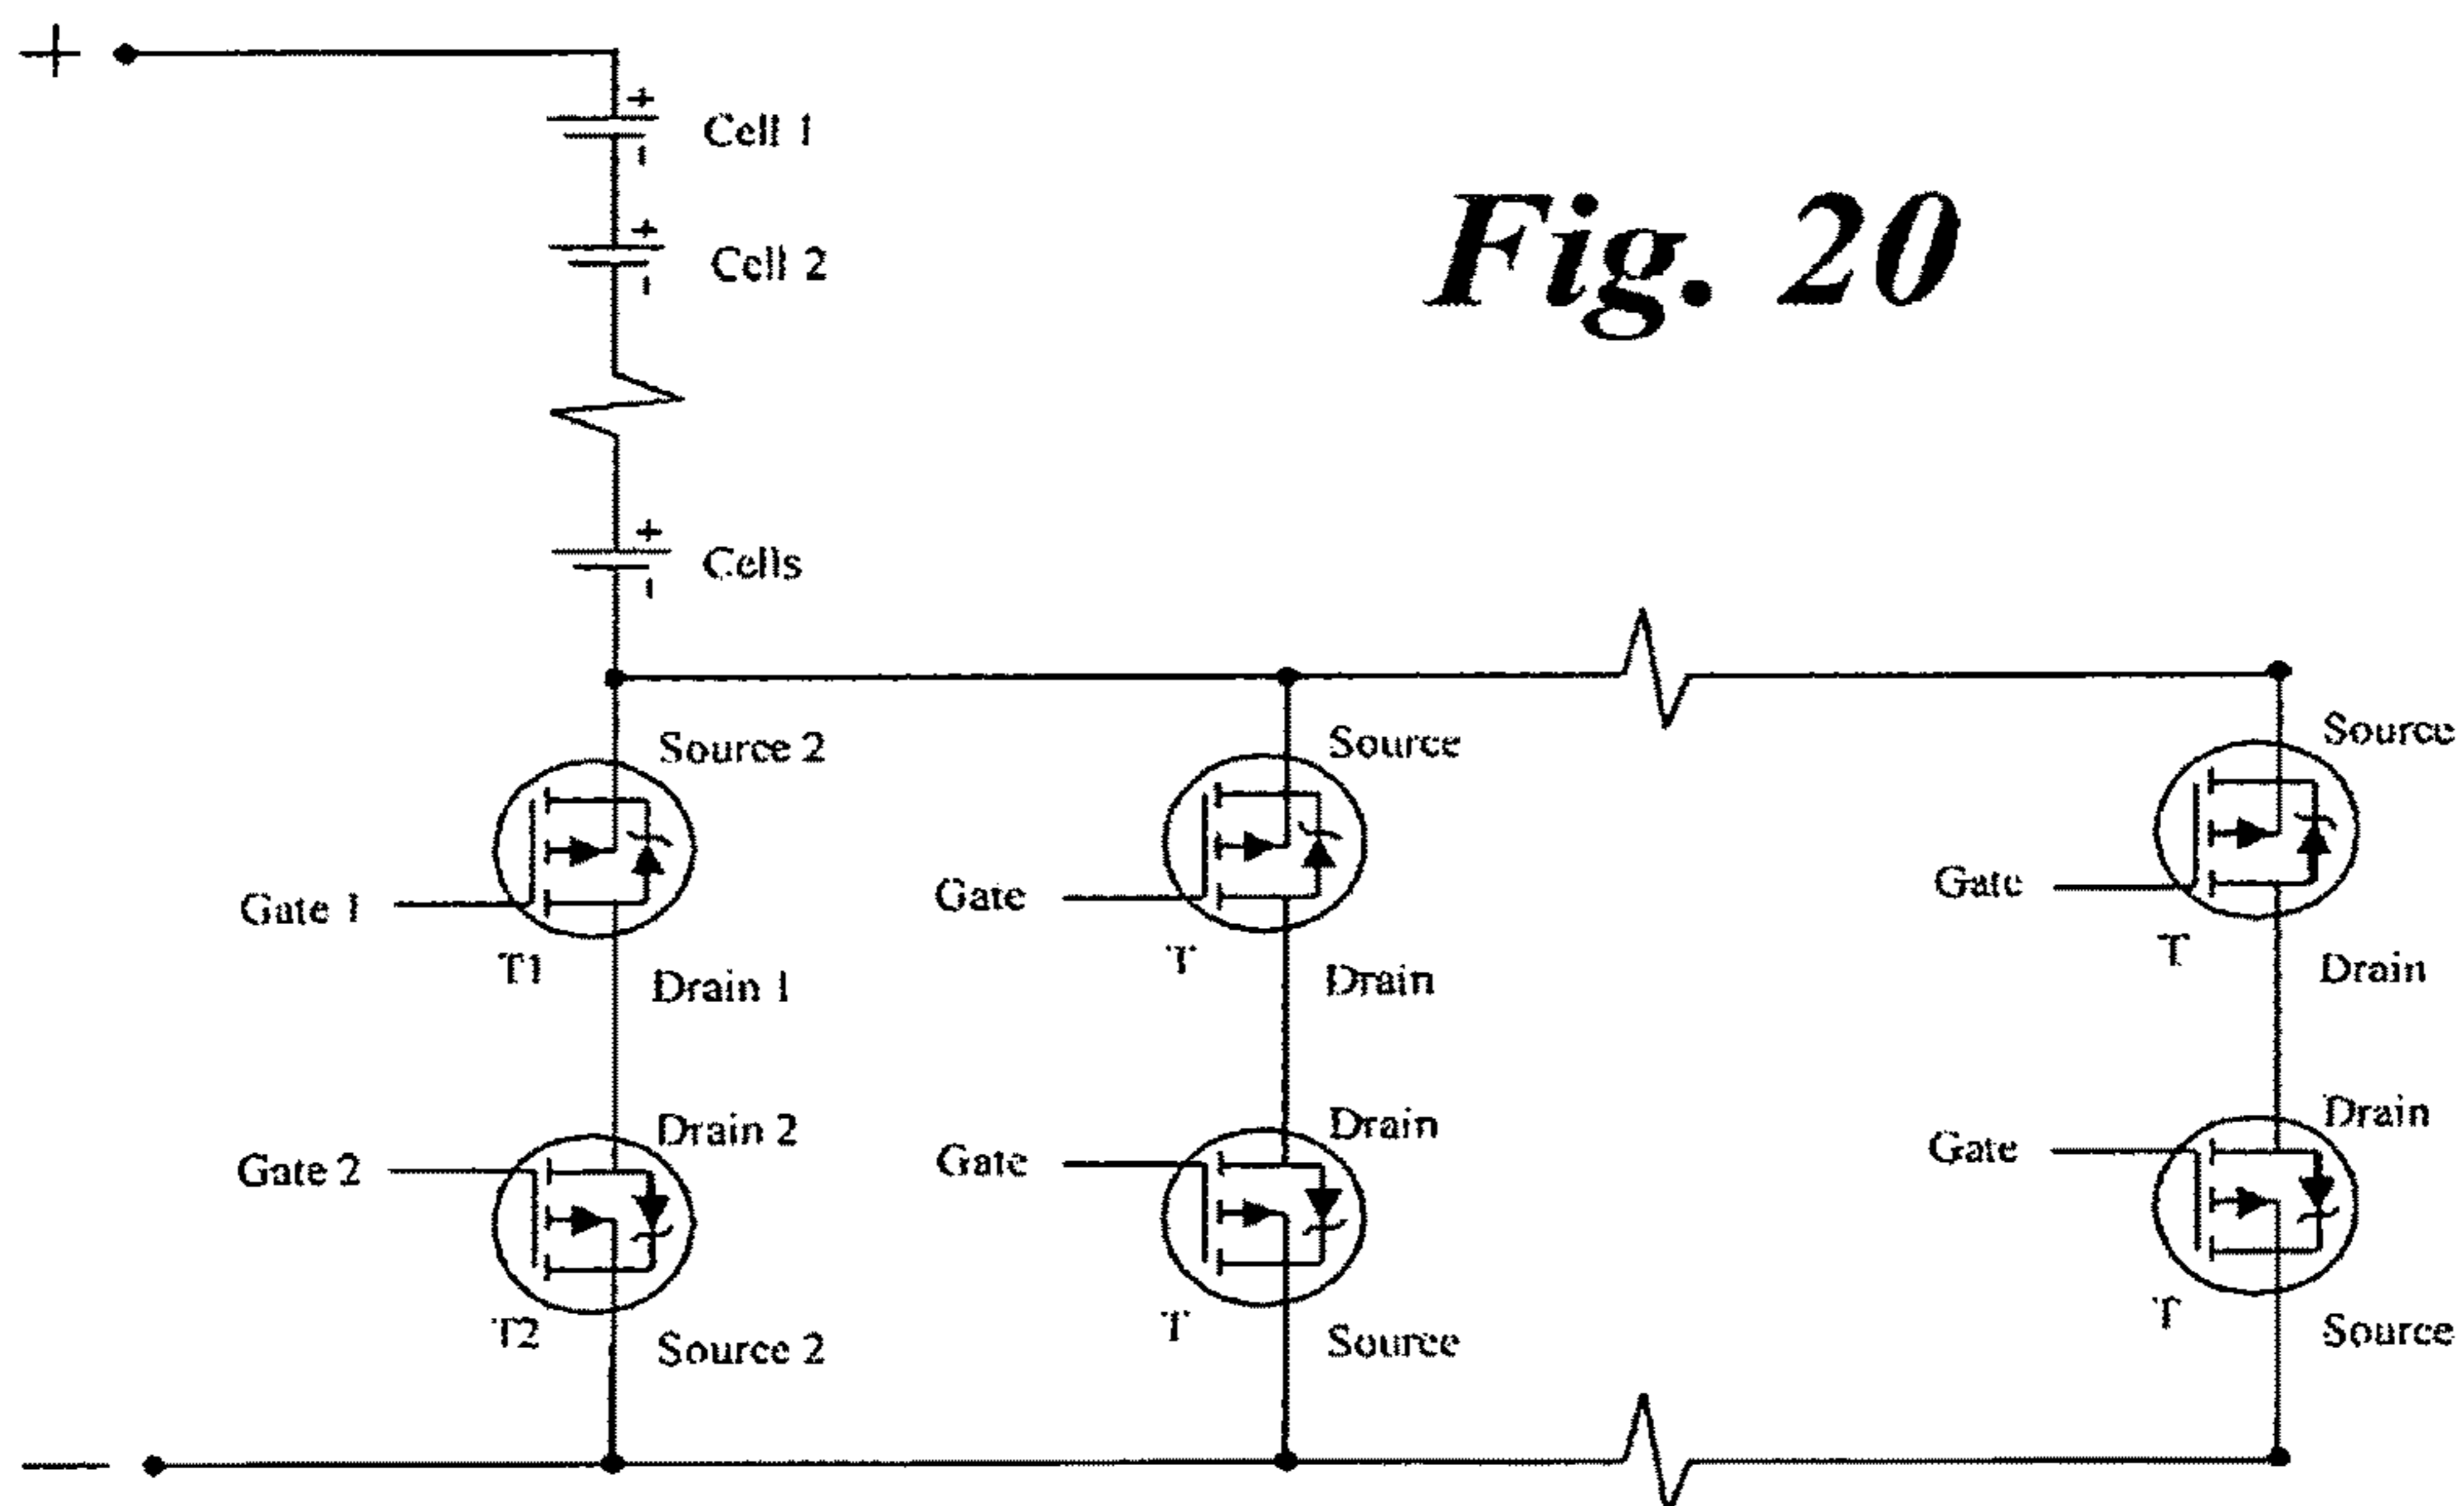 +
+
Cell 1
-
Fig. 20
+
Cell 2
-
+
Cells
-
Source 2
Source
Source
Gate 1
Gate
Gate
T1
T
T
Drain 1
Drain
Drain
Drain 2
Drain
Drain
Gate 2
Gate
Gate
T2
T
T
Source 2
Source
Source
-